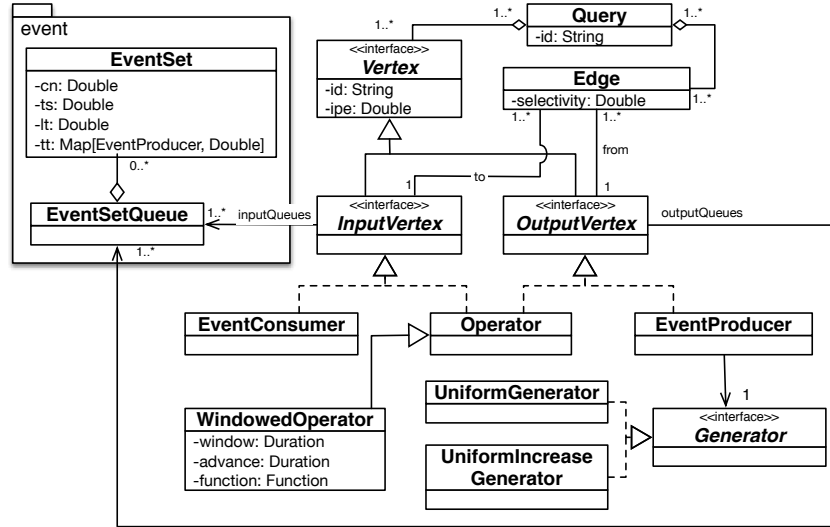 event
EventSet
-cn: Double
-ts: Double
-lt: Double
-tt: Map[EventProducer, Double]
0..*
EventSetQueue
1..*
inputQueues
1..*
<<interface>>
Vertex
-id: String
-ipe: Double
1..*
Query
-id: String
1..*
Edge
-selectivity: Double
1..*
1..*
1..*
from
to
1
1
<<interface>>
InputVertex
<<interface>>
OutputVertex
outputQueues
EventConsumer
Operator
EventProducer
1
WindowedOperator
-window: Duration
-advance: Duration
-function: Function
UniformGenerator
UniformIncrease
Generator
<<interface>>
Generator